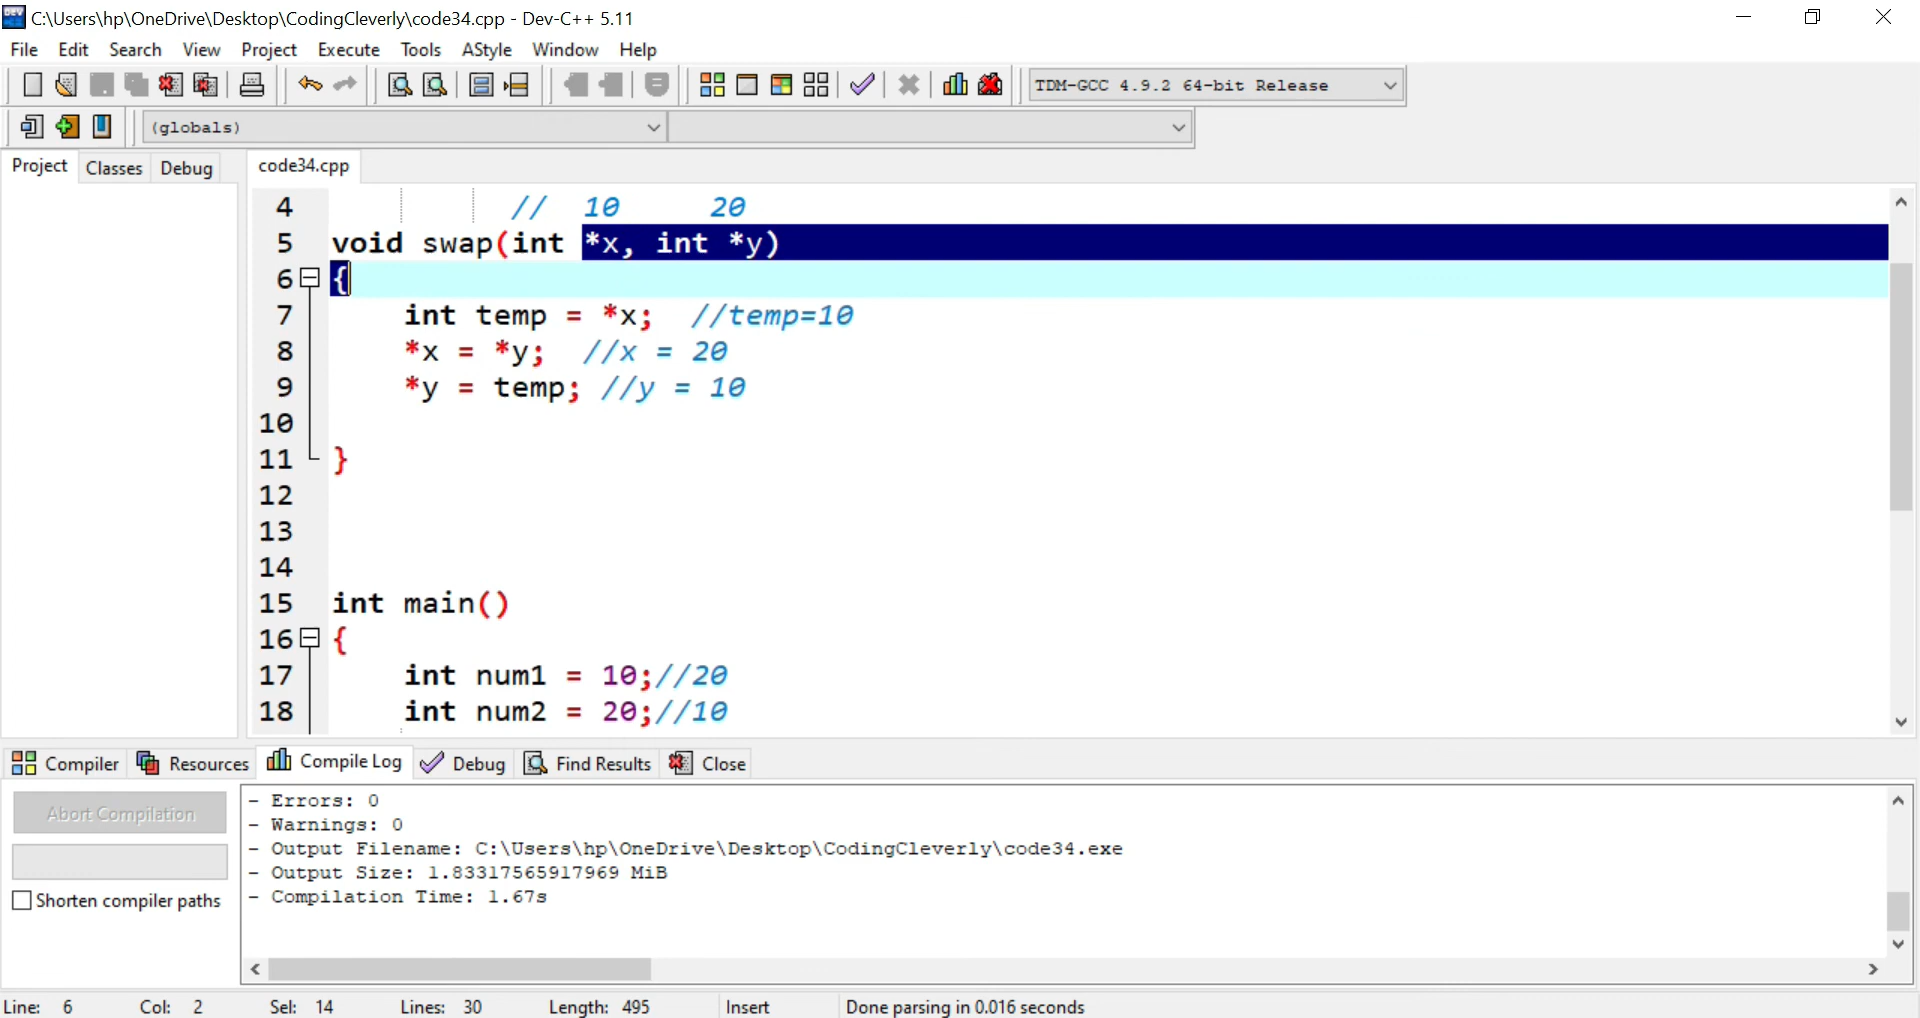 C:\Users\hp\OneDrive\Desktop\CodingCleverly\code34.cpp - Dev-C++ 5.11
File Edit Search View Project Execute Tools AStyle Window Help
TDM-GCC 4.9.2 64-bit Release
(globals)
Project Classes Debug code34.cpp
4 // 10 20
5 void swap(int *x, int *y)
6 {
7 int temp = *x; //temp=10
8 *x = *y; //x = 20
9 *y = temp; //y = 10
10
11 }
12
13
14
15 int main()
16 {
17 int num1 = 10;//20
18 int num2 = 20;//10
Compiler Resources Compile Log Debug Find Results Close
Abort Compilation
Shorten compiler paths
- Errors: 0
- Warnings: 0
- Output Filename: C:\Users\hp\OneDrive\Desktop\CodingCleverly\code34.exe
- Output Size: 1.83317565917969 MiB
- Compilation Time: 1.67s
Line: 6 Col: 2 Sel: 14 Lines: 30 Length: 495 Insert Done parsing in 0.016 seconds